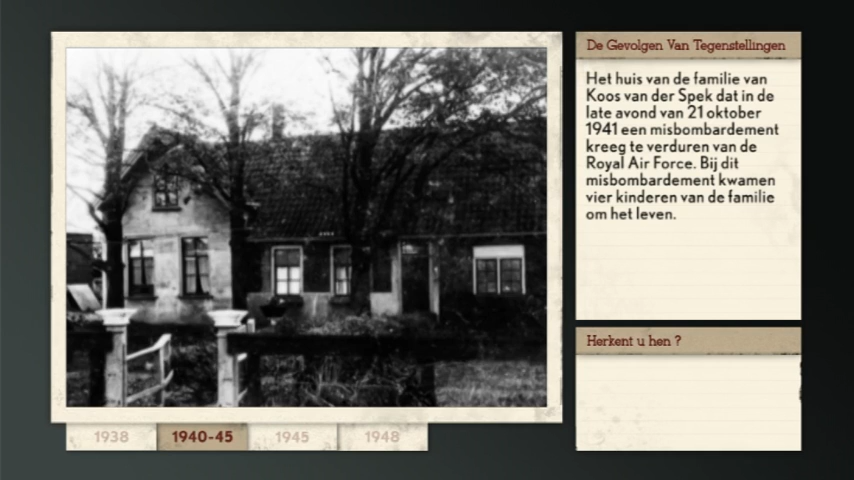 De Gevolgen Van Tegenstellingen
Het huis van de familie van
Koos van der Spek dat in de
late avond van 21 oktober
1941 een misbombardement
kreeg te verduren van de
Royal Air Force. Bij dit
misbombardement kwamen
vier kinderen van de familie
om het leven.
Herkent u hen ?
1938 1940-45 1945 1948